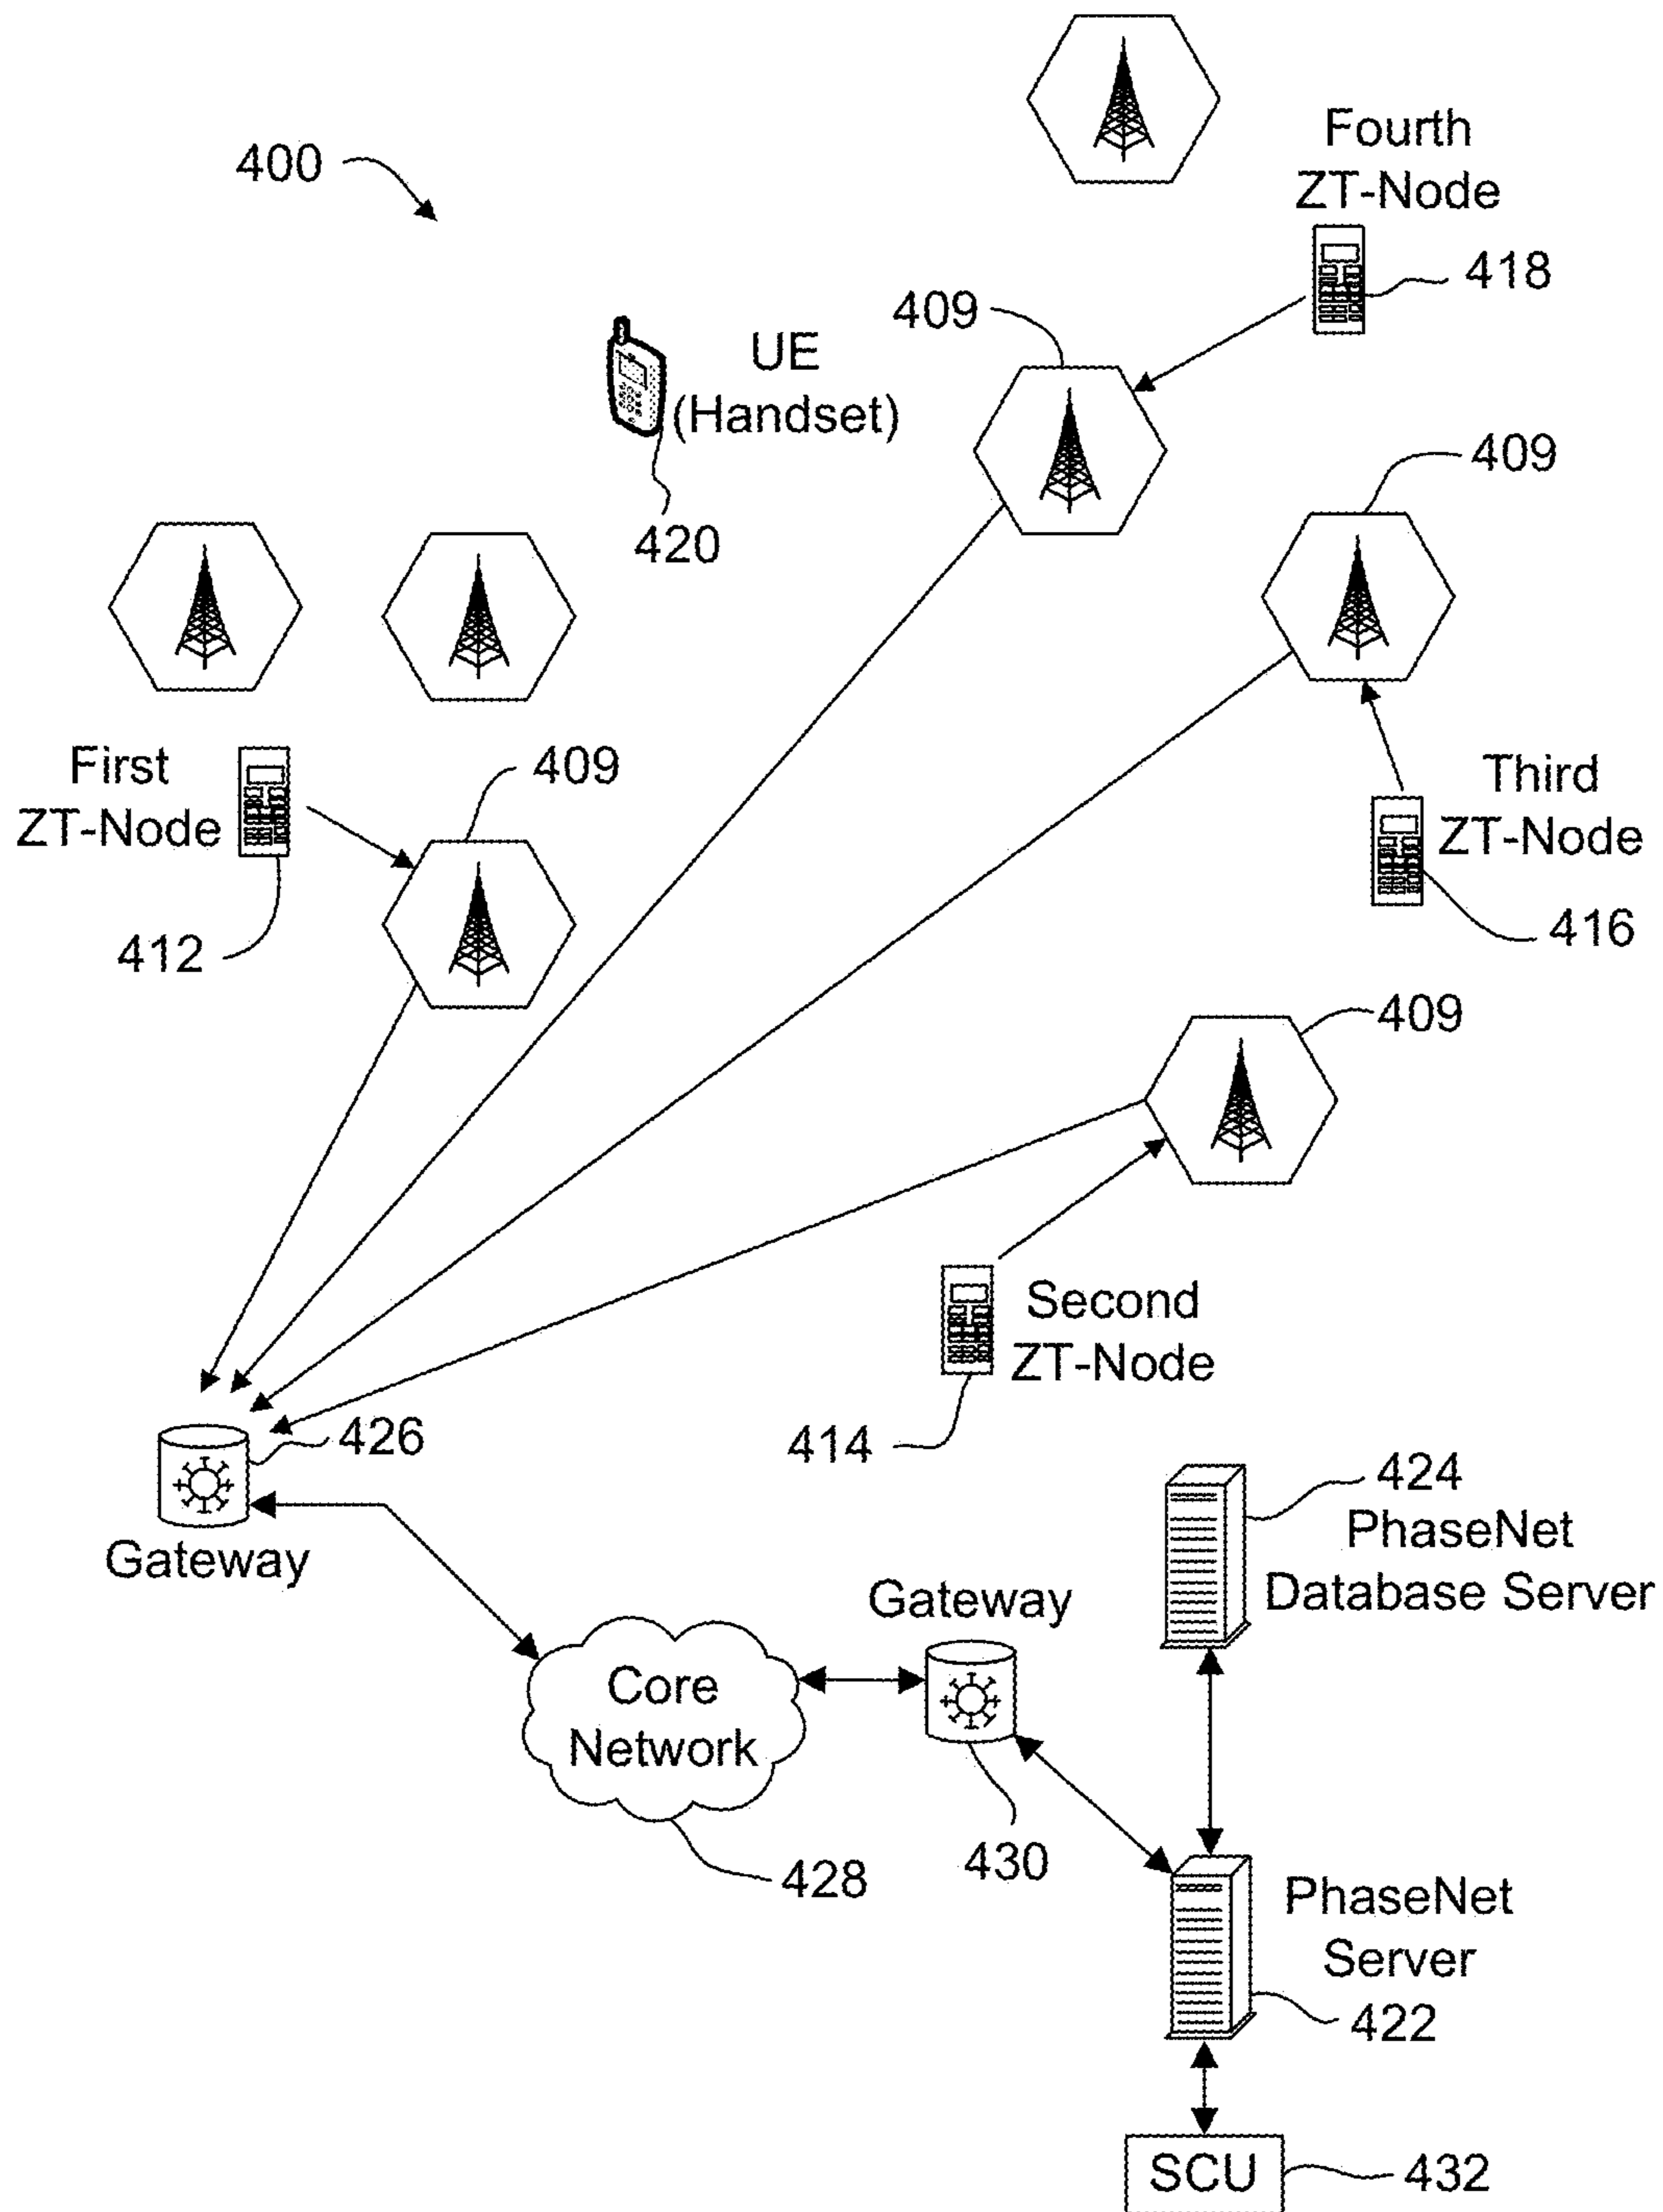 400
Fourth
ZT-Node
418
409
UE
(Handset)
420
409
First
ZT-Node
412
409
Third
ZT-Node
416
409
Second
ZT-Node
414
426
Gateway
424
PhaseNet
Database Server
Gateway
Core
Network
428
430
PhaseNet
Server
422
SCU
432